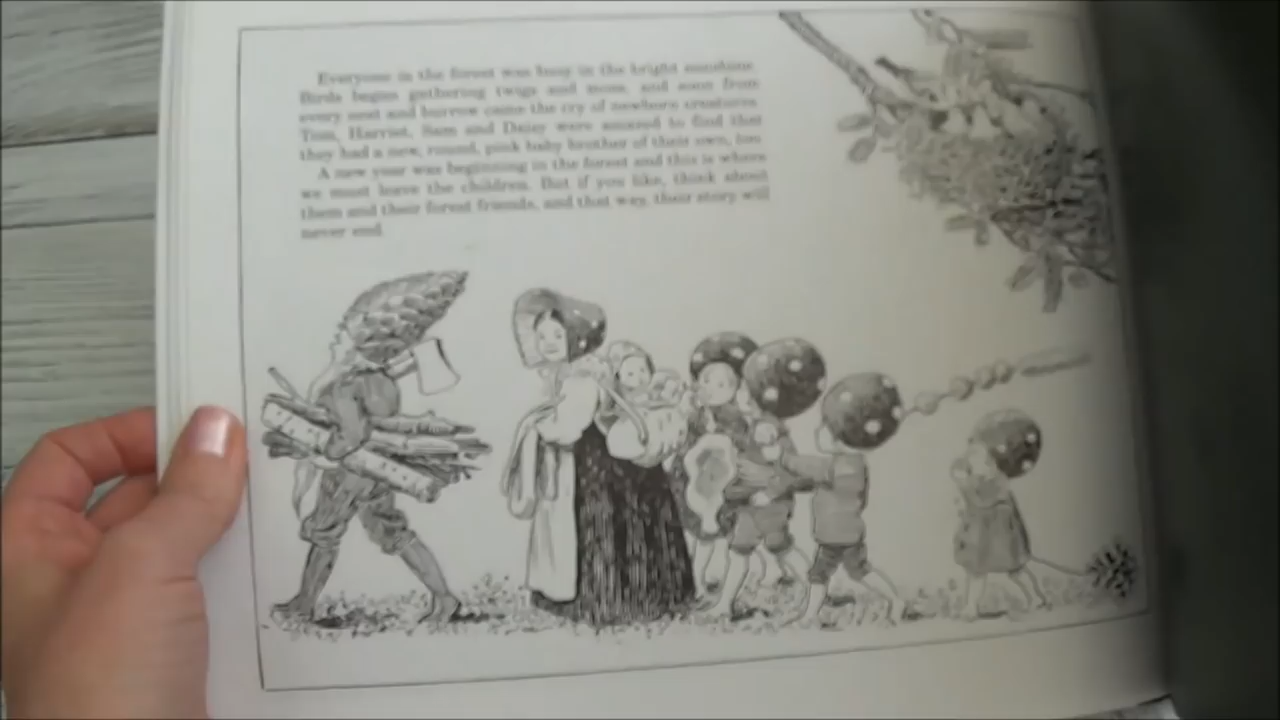 Everyone in the forest was busy in the bright sunshine.
Birds began gathering twigs and moss, and soon from
every nest and burrow came the cry of newborn creatures.
Tom, Harriet, Sam and Daisy were amazed to find that
they had a new, round, pink baby brother of their own, too.
A new year was beginning in the forest and this is where
we must leave the children. But if you like, think about
them and their forest friends, and that way, their story will
never end.